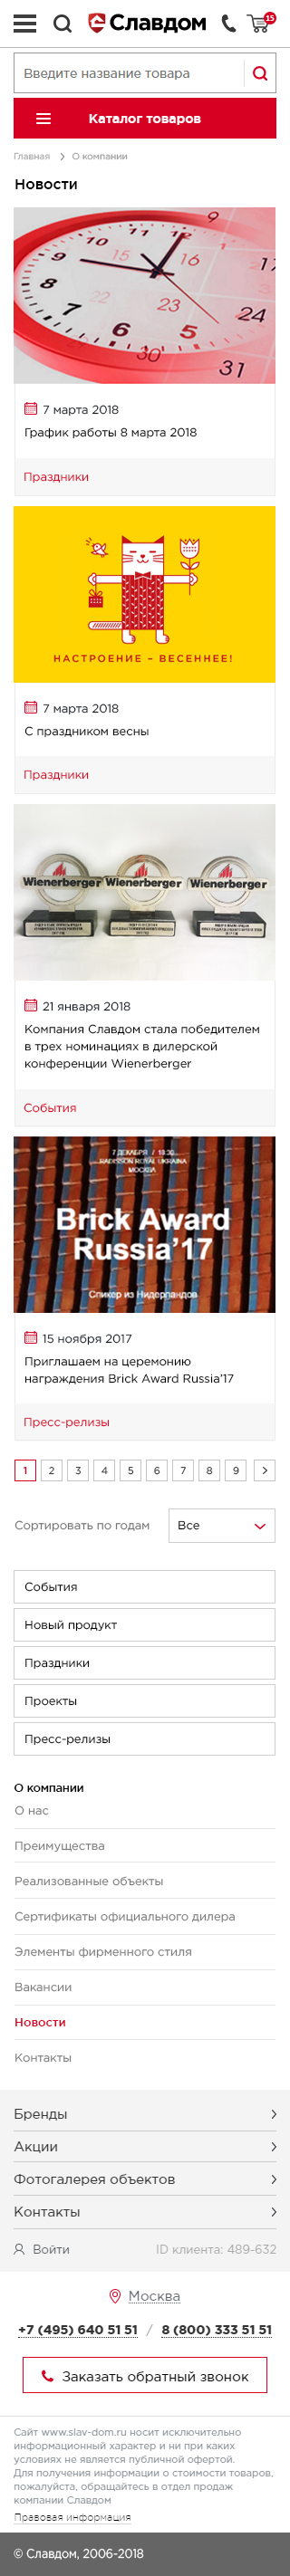 Славдом
15
Введите название товара
Каталог товаров
Главная > О компании
Новости
7 марта 2018
График работы 8 марта 2018
Праздники
НАСТРОЕНИЕ – ВЕСЕННЕЕ!
7 марта 2018
С праздником весны
Праздники
Wienerberger Wienerberger Wienerberger
21 января 2018
Компания Славдом стала победителем
в трех номинациях в дилерской
конференции Wienerberger
События
7 ДЕКАБРЯ / 18:30
RADISSON ROYAL UKRAINA
МОСКВА
Brick Award
Russia'17
Спикер из Нидерландов
15 ноября 2017
Приглашаем на церемонию
награждения Brick Award Russia'17
Пресс-релизы
1 2 3 4 5 6 7 8 9 >
Сортировать по годам Все
События
Новый продукт
Праздники
Проекты
Пресс-релизы
О компании
О нас
Преимущества
Реализованные объекты
Сертификаты официального дилера
Элементы фирменного стиля
Вакансии
Новости
Контакты
Бренды
Акции
Фотогалерея объектов
Контакты
Войти ID клиента: 489-632
Москва
+7 (495) 640 51 51 / 8 (800) 333 51 51
Заказать обратный звонок
Сайт www.slav-dom.ru носит исключительно
информационный характер и ни при каких
условиях не является публичной офертой.
Для получения информации о стоимости товаров,
пожалуйста, обращайтесь в отдел продаж
компании Славдом
Правовая информация
© Славдом, 2006-2018